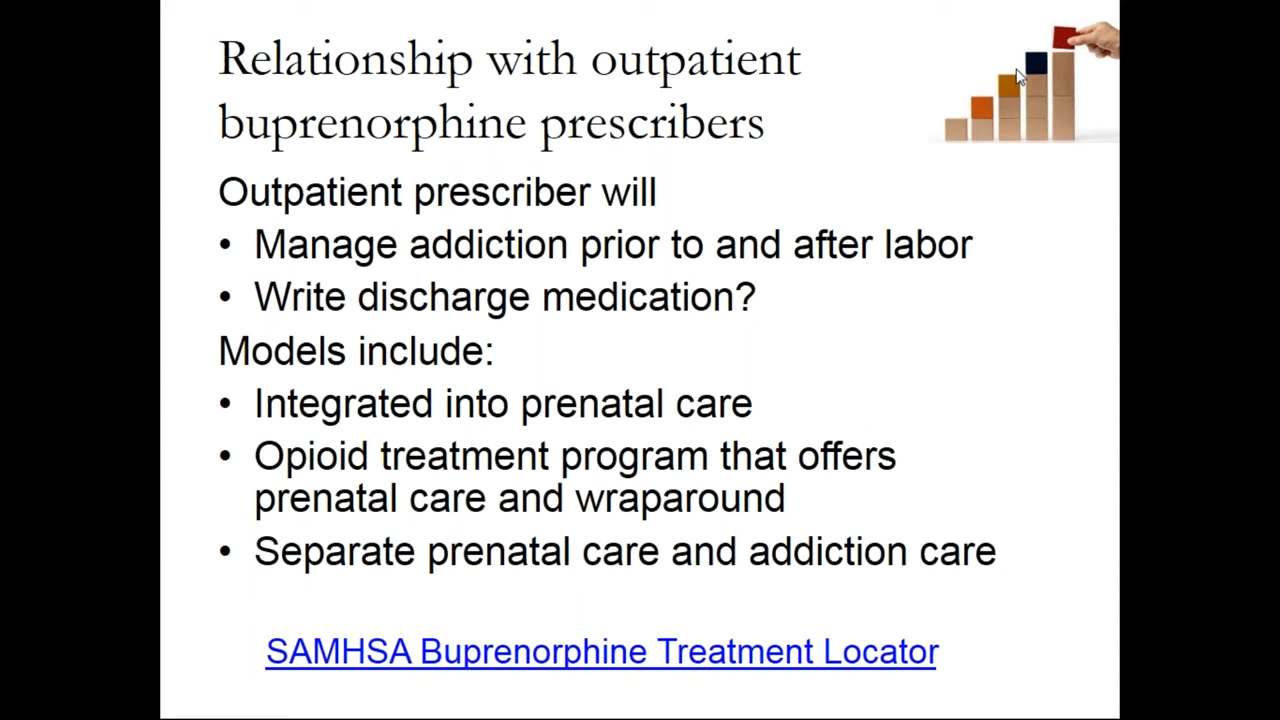 Relationship with outpatient
buprenorphine prescribers
Outpatient prescriber will
• Manage addiction prior to and after labor
• Write discharge medication?
Models include:
• Integrated into prenatal care
• Opioid treatment program that offers
prenatal care and wraparound
• Separate prenatal care and addiction care
SAMHSA Buprenorphine Treatment Locator